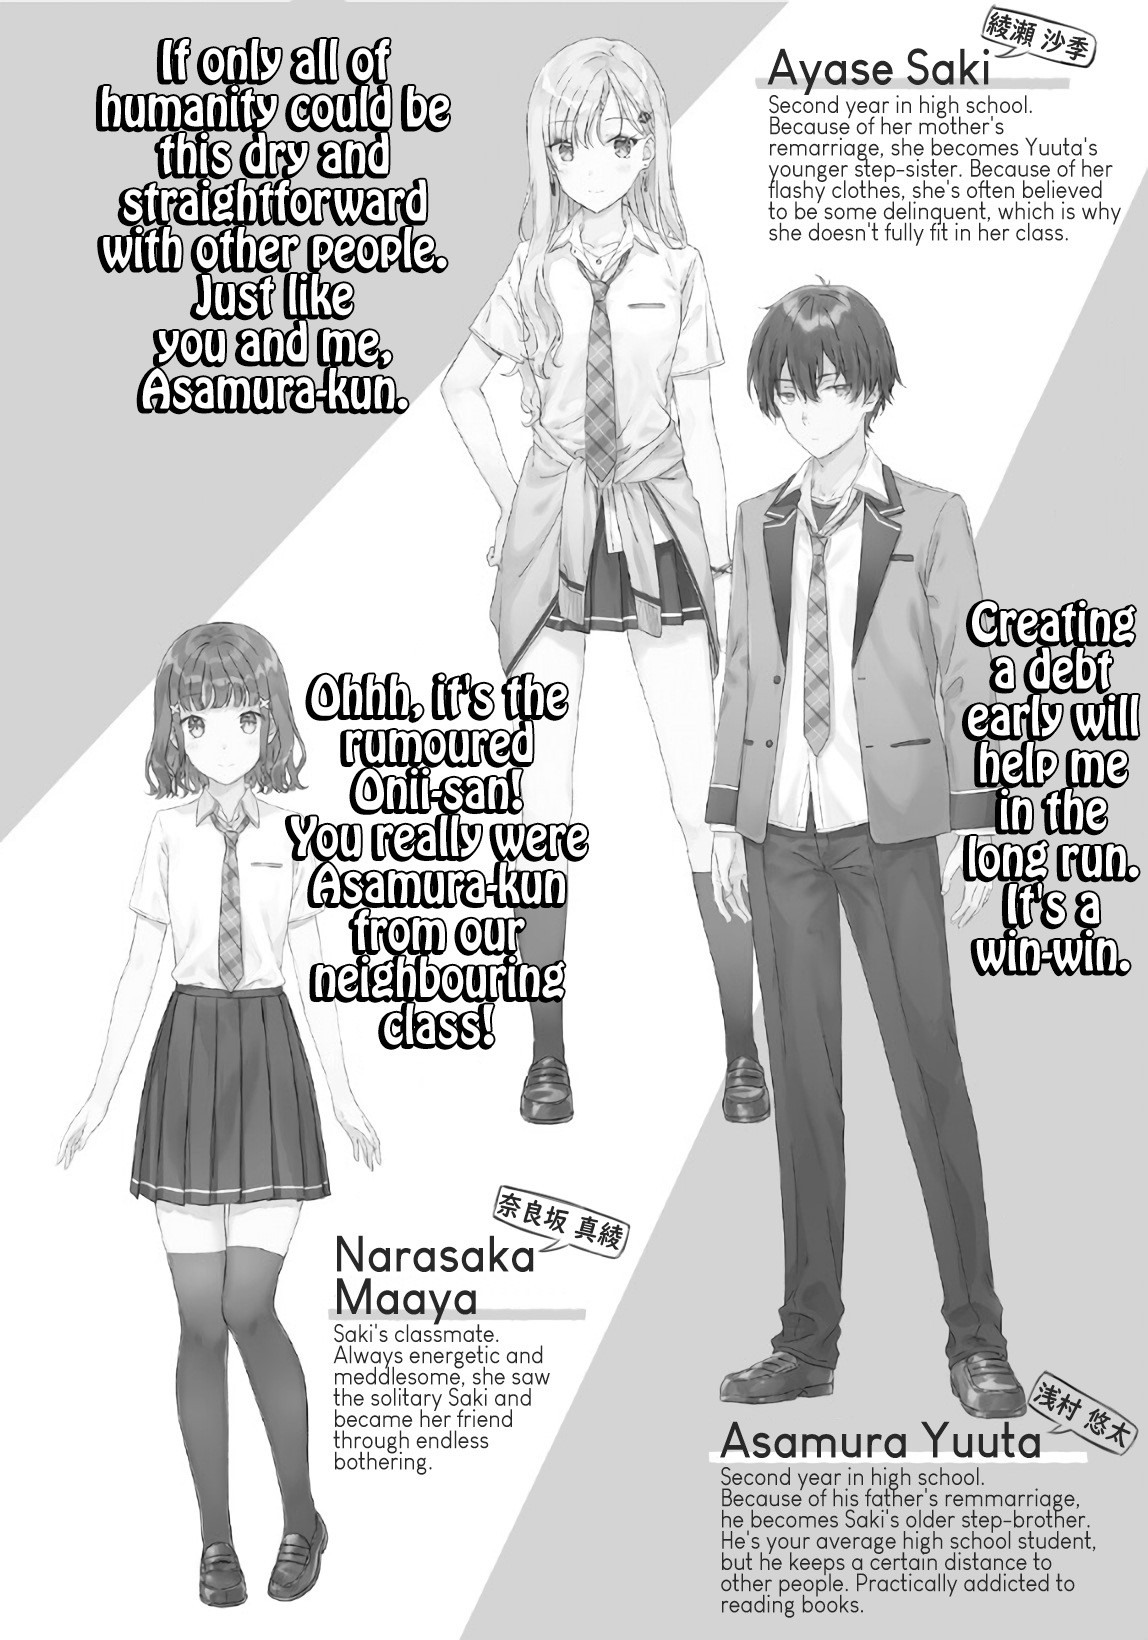 If only all of
humanity could be
this dry and
straightforward
with other people.
Just like
you and me,
Asamura-kun.
綾瀬 沙季
Ayase Saki
Second year in high school.
Because of her mother's
remarriage, she becomes Yuuta's
younger step-sister. Because of her
flashy clothes, she's often believed
to be some delinquent, which is why
she doesn't fully fit in her class.
Creating
a debt
early will
help me
in the
long run.
It's a
win-win.
Ohhh, it's the
rumoured
Onii-san!
You really were
Asamura-kun
from our
neighbouring
class!
奈良坂 真綾
Narasaka
Maaya
Saki's classmate.
Always energetic and
meddlesome, she saw
the solitary Saki and
became her friend
through endless
bothering.
浅村 悠太
Asamura Yuuta
Second year in high school.
Because of his father's remmarriage,
he becomes Saki's older step-brother.
He's your average high school student,
but he keeps a certain distance to
other people. Practically addicted to
reading books.